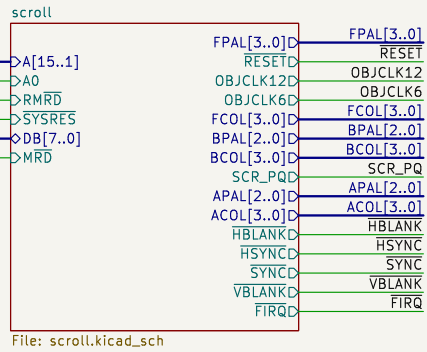 scroll
FPAL[3..0] FPAL[3..0]
RESET RESET
A[15..1] OBJCLK12 OBJCLK12
A0 OBJCLK6 OBJCLK6
RMRD FCOL[3..0] FCOL[3..0]
SYSRES BPAL[2..0] BPAL[2..0]
DB[7..0] BCOL[3..0] BCOL[3..0]
MRD SCR_PQ SCR_PQ
APAL[2..0] APAL[2..0]
ACOL[3..0] ACOL[3..0]
HBLANK HBLANK
HSYNC HSYNC
SYNC SYNC
VBLANK VBLANK
FIRQ FIRQ
File: scroll.kicad_sch